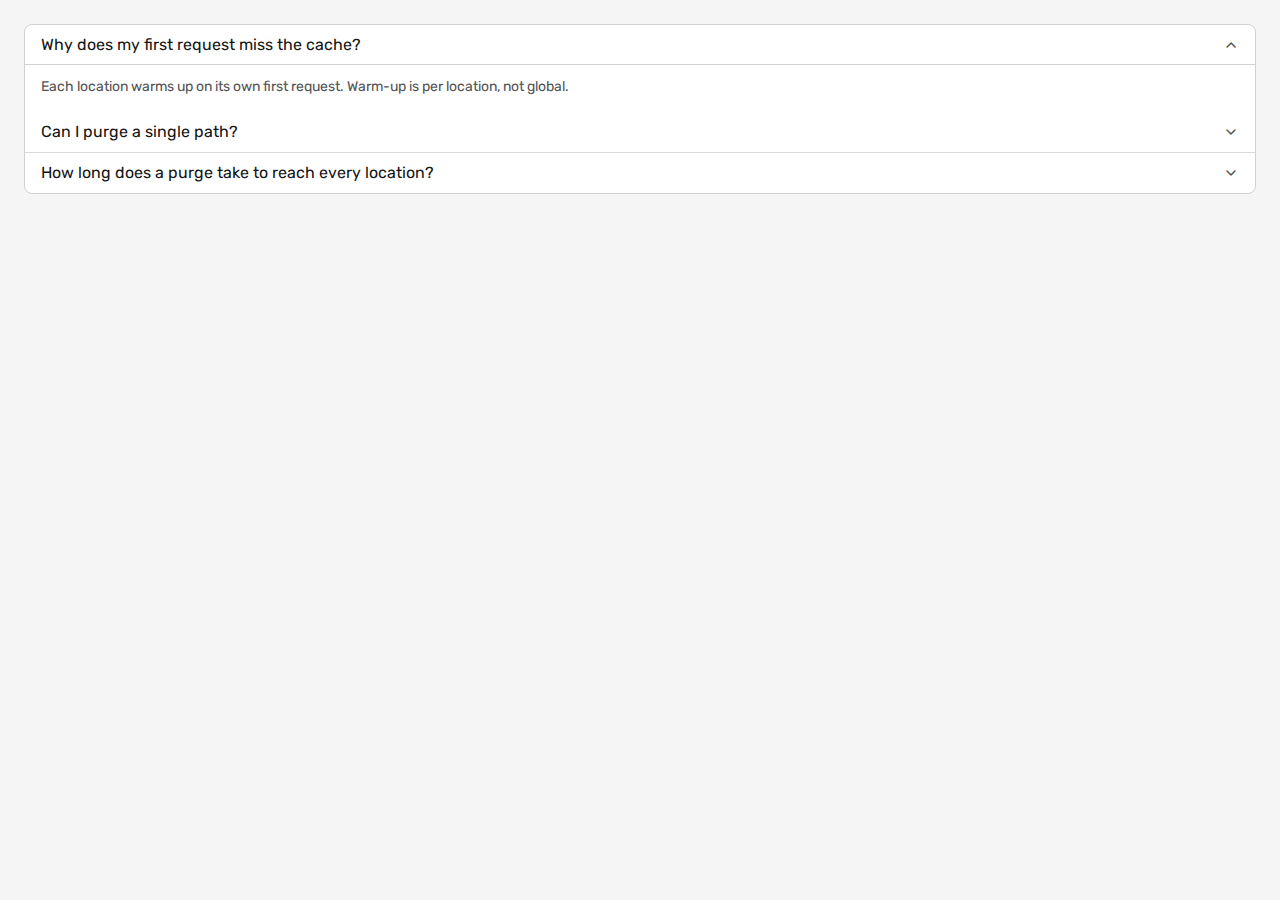 Why does my first request miss the cache?
Each location warms up on its own first request. Warm-up is per location, not global.
Can I purge a single path?
How long does a purge take to reach every location?